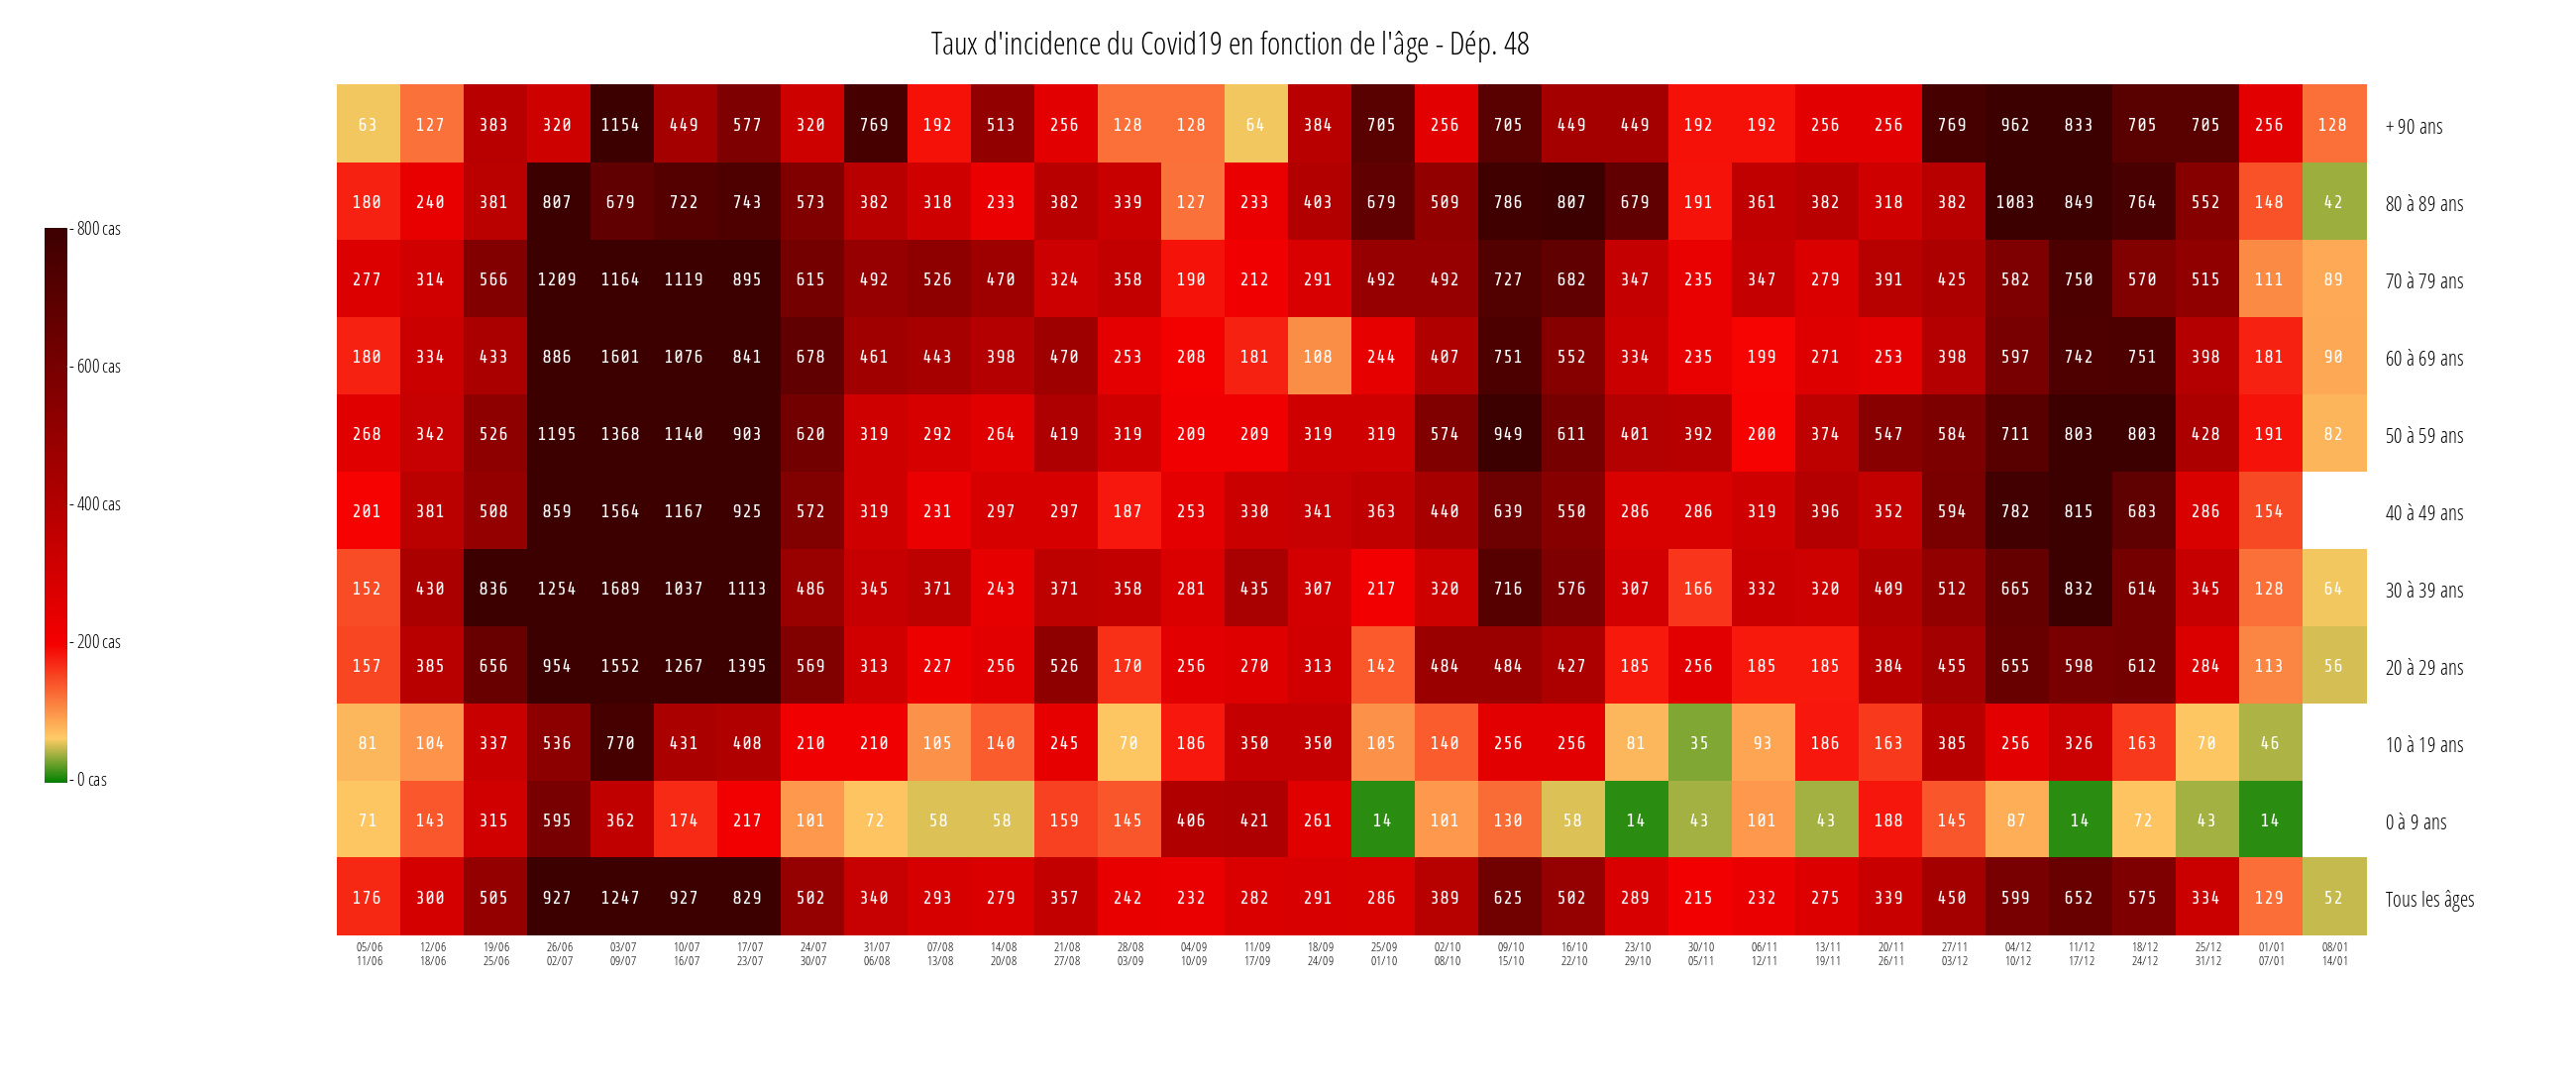 Taux d'incidence du Covid19 en fonction de l'âge - Dép. 48
- 800 cas
- 600 cas
- 400 cas
- 200 cas
- 0 cas
63 127 383 320 1154 449 577 320 769 192 513 256 128 128 64 384 705 256 705 449 449 192 192 256 256 769 962 833 705 705 256 128 + 90 ans
180 240 381 807 679 722 743 573 382 318 233 382 339 127 233 403 679 509 786 807 679 191 361 382 318 382 1083 849 764 552 148 42 80 à 89 ans
277 314 566 1209 1164 1119 895 615 492 526 470 324 358 190 212 291 492 492 727 682 347 235 347 279 391 425 582 750 570 515 111 89 70 à 79 ans
180 334 433 886 1601 1076 841 678 461 443 398 470 253 208 181 108 244 407 751 552 334 235 199 271 253 398 597 742 751 398 181 90 60 à 69 ans
268 342 526 1195 1368 1140 903 620 319 292 264 419 319 209 209 319 319 574 949 611 401 392 200 374 547 584 711 803 803 428 191 82 50 à 59 ans
201 381 508 859 1564 1167 925 572 319 231 297 297 187 253 330 341 363 440 639 550 286 286 319 396 352 594 782 815 683 286 154 40 à 49 ans
152 430 836 1254 1689 1037 1113 486 345 371 243 371 358 281 435 307 217 320 716 576 307 166 332 320 409 512 665 832 614 345 128 64 30 à 39 ans
157 385 656 954 1552 1267 1395 569 313 227 256 526 170 256 270 313 142 484 484 427 185 256 185 185 384 455 655 598 612 284 113 56 20 à 29 ans
81 104 337 536 770 431 408 210 210 105 140 245 70 186 350 350 105 140 256 256 81 35 93 186 163 385 256 326 163 70 46 10 à 19 ans
71 143 315 595 362 174 217 101 72 58 58 159 145 406 421 261 14 101 130 58 14 43 101 43 188 145 87 14 72 43 14 0 à 9 ans
176 300 505 927 1247 927 829 502 340 293 279 357 242 232 282 291 286 389 625 502 289 215 232 275 339 450 599 652 575 334 129 52 Tous les âges
05/06 12/06 19/06 26/06 03/07 10/07 17/07 24/07 31/07 07/08 14/08 21/08 28/08 04/09 11/09 18/09 25/09 02/10 09/10 16/10 23/10 30/10 06/11 13/11 20/11 27/11 04/12 11/12 18/12 25/12 01/01 08/01
11/06 18/06 25/06 02/07 09/07 16/07 23/07 30/07 06/08 13/08 20/08 27/08 03/09 10/09 17/09 24/09 01/10 08/10 15/10 22/10 29/10 05/11 12/11 19/11 26/11 03/12 10/12 17/12 24/12 31/12 07/01 14/01